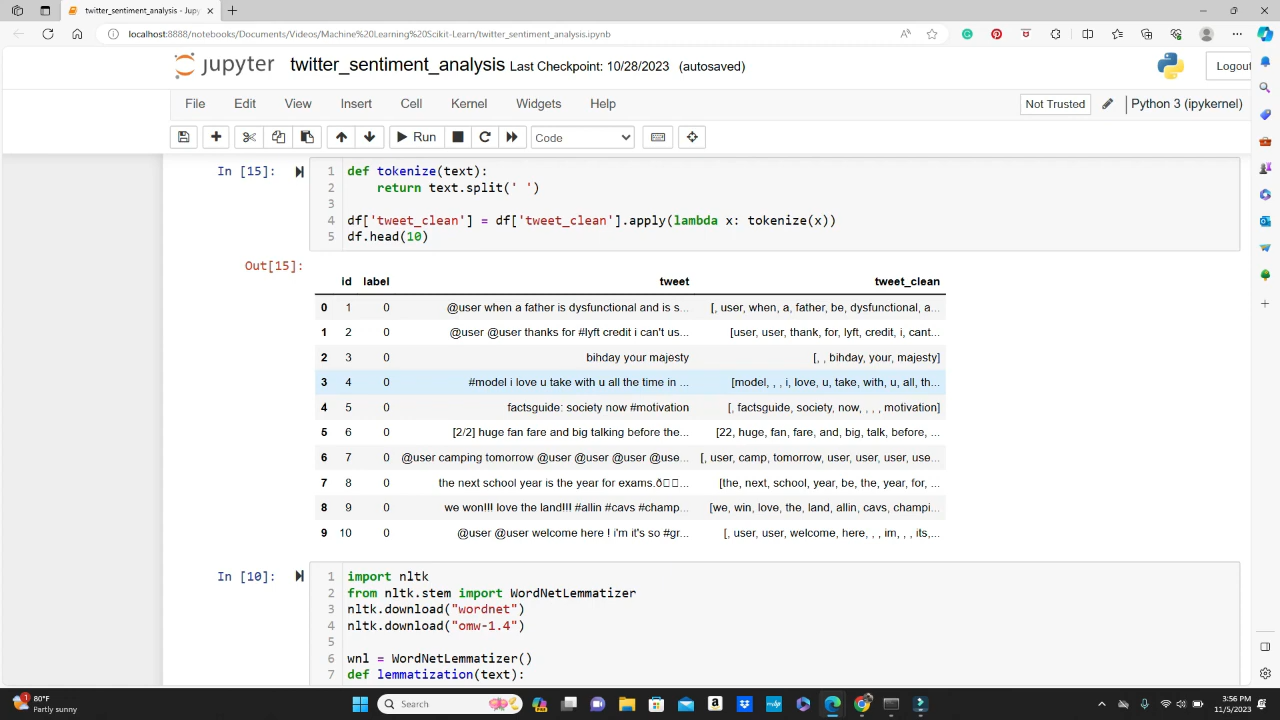 twitter_sentiment_analysis - Jupy
localhost:8888/notebooks/Documents/Videos/Machine%20Learning%20Scikit-Learn/twitter_sentiment_analysis.ipynb
jupyter twitter_sentiment_analysis Last Checkpoint: 10/28/2023 (autosaved) Logout
File Edit View Insert Cell Kernel Widgets Help Not Trusted Python 3 (ipykernel)
Run Code
In [15]:
1 def tokenize(text):
2 return text.split(' ')
3
4 df['tweet_clean'] = df['tweet_clean'].apply(lambda x: tokenize(x))
5 df.head(10)
Out[15]:
id label tweet tweet_clean
0 1 0 @user when a father is dysfunctional and is s... [, user, when, a, father, be, dysfunctional, a...
1 2 0 @user @user thanks for #lyft credit i can't us... [user, user, thank, for, lyft, credit, i, cant...
2 3 0 bihday your majesty [, , bihday, your, majesty]
3 4 0 #model i love u take with u all the time in ... [model, , , i, love, u, take, with, u, all, th...
4 5 0 factsguide: society now #motivation [, factsguide, society, now, , , , motivation]
5 6 0 [2/2] huge fan fare and big talking before the... [22, huge, fan, fare, and, big, talk, before, ...
6 7 0 @user camping tomorrow @user @user @user @use... [, user, camp, tomorrow, user, user, user, use...
7 8 0 the next school year is the year for exams.ð... [the, next, school, year, be, the, year, for, ...
8 9 0 we won!!! love the land!!! #allin #cavs #champ... [we, win, love, the, land, allin, cavs, champi...
9 10 0 @user @user welcome here ! i'm it's so #gr... [, user, user, welcome, here, , , im, , , its,...
In [10]:
1 import nltk
2 from nltk.stem import WordNetLemmatizer
3 nltk.download("wordnet")
4 nltk.download("omw-1.4")
5
6 wnl = WordNetLemmatizer()
7 def lemmatization(text):
1 80°F
Partly sunny
Search
3:56 PM
11/5/2023